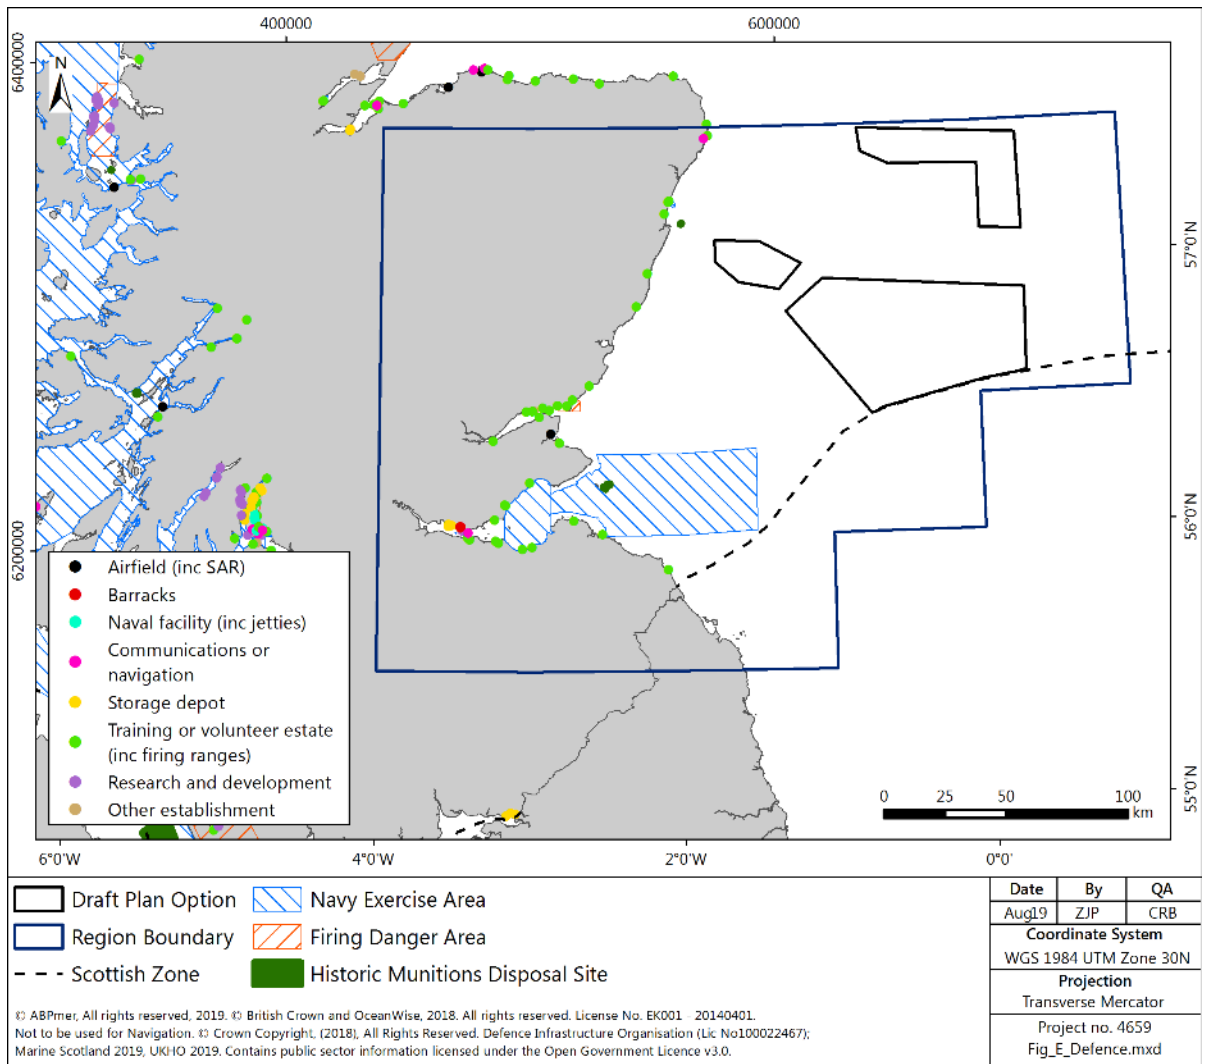 400000
600000
6400000
6200000
N
57°0'N
56°0'N
55°0'N
Airfield (inc SAR)
Barracks
Naval facility (inc jetties)
Communications or
navigation
Storage depot
Training or volunteer estate
(inc firing ranges)
Research and development
Other establishment
0 25 50 100
km
6°0'W
4°0'W
2°0'W
0°0'
Draft Plan Option
Region Boundary
Scottish Zone
Navy Exercise Area
Firing Danger Area
Historic Munitions Disposal Site
Date By QA
Aug19 ZJP CRB
Coordinate System
WGS 1984 UTM Zone 30N
Projection
Transverse Mercator
Project no. 4659
Fig_E_Defence.mxd
© ABPmer, All rights reserved, 2019. © British Crown and OceanWise, 2018. All rights reserved. License No. EK001 - 20140401.
Not to be used for Navigation. © Crown Copyright, (2018), All Rights Reserved. Defence Infrastructure Organisation (Lic No100022467);
Marine Scotland 2019, UKHO 2019. Contains public sector information licensed under the Open Government Licence v3.0.